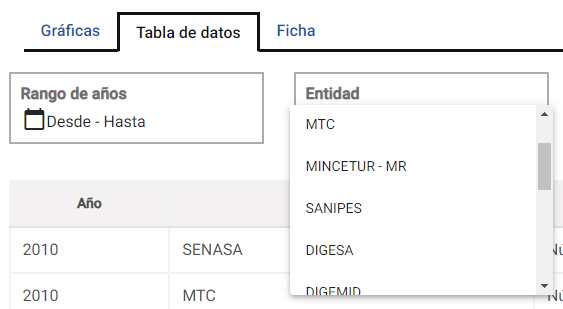 Gráficas Tabla de datos Ficha
Rango de años
Desde - Hasta
Entidad
MTC
MINCETUR - MR
SANIPES
DIGESA
DIGEMID
Año
2010 SENASA
2010 MTC